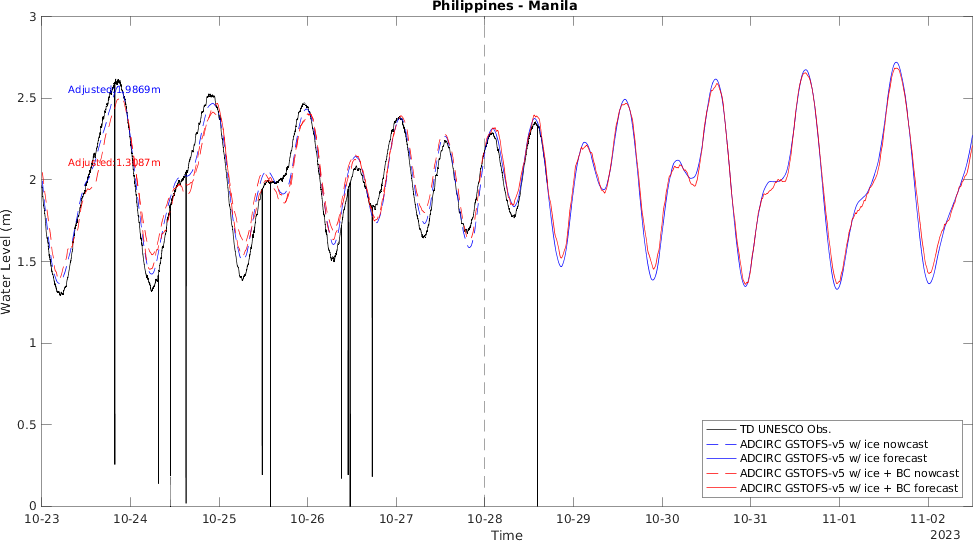 Philippines - Manila
3
2.5
2
1.5
1
0.5
0
Water Level (m)
Adjusted:1.9869m
Adjusted:1.3087m
TD UNESCO Obs.
ADCIRC GSTOFS-v5 w/ ice nowcast
ADCIRC GSTOFS-v5 w/ ice forecast
ADCIRC GSTOFS-v5 w/ ice + BC nowcast
ADCIRC GSTOFS-v5 w/ ice + BC forecast
10-23 10-24 10-25 10-26 10-27 10-28 10-29 10-30 10-31 11-01 11-02
Time
2023